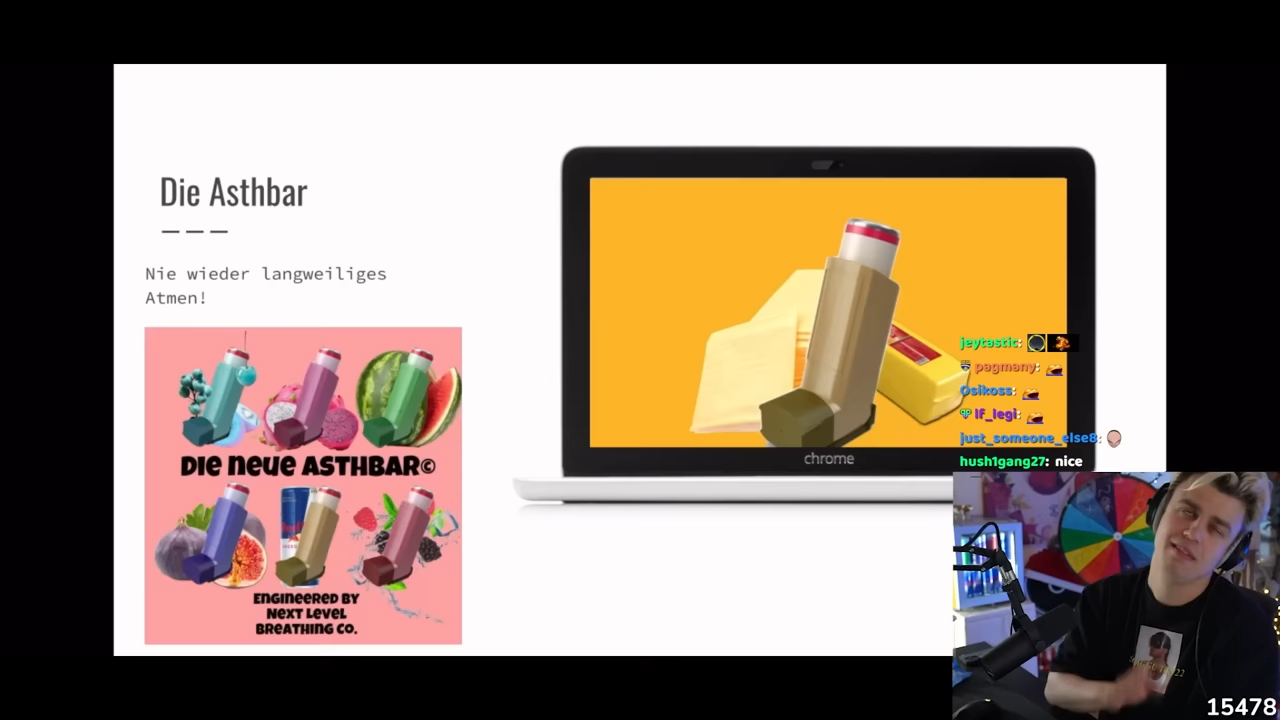 Die Asthbar
Nie wieder langweiliges
Atmen!
Die neue Asthbar©
Engineered by
Next Level
Breathing Co.
chrome
jeytastic:
pagmany:
Osikoss:
lf_legi:
just_someone_else8:
hush1gang27: nice
15478